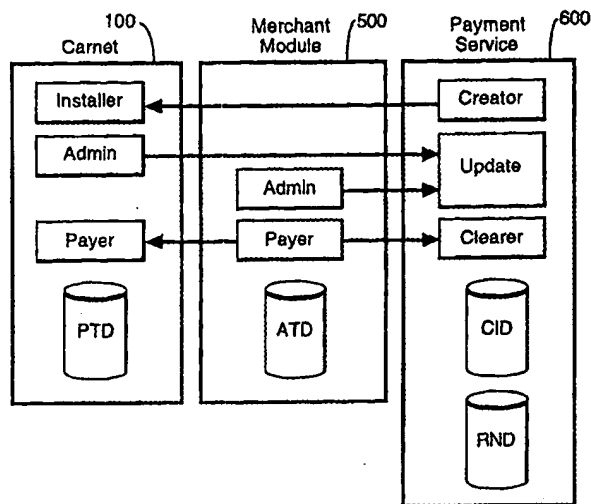 100
Carnet
Merchant
Module
500
Payment
Service
600
Installer
Creator
Admin
Update
Admin
Payer
Payer
Clearer
PTD
ATD
CID
RND